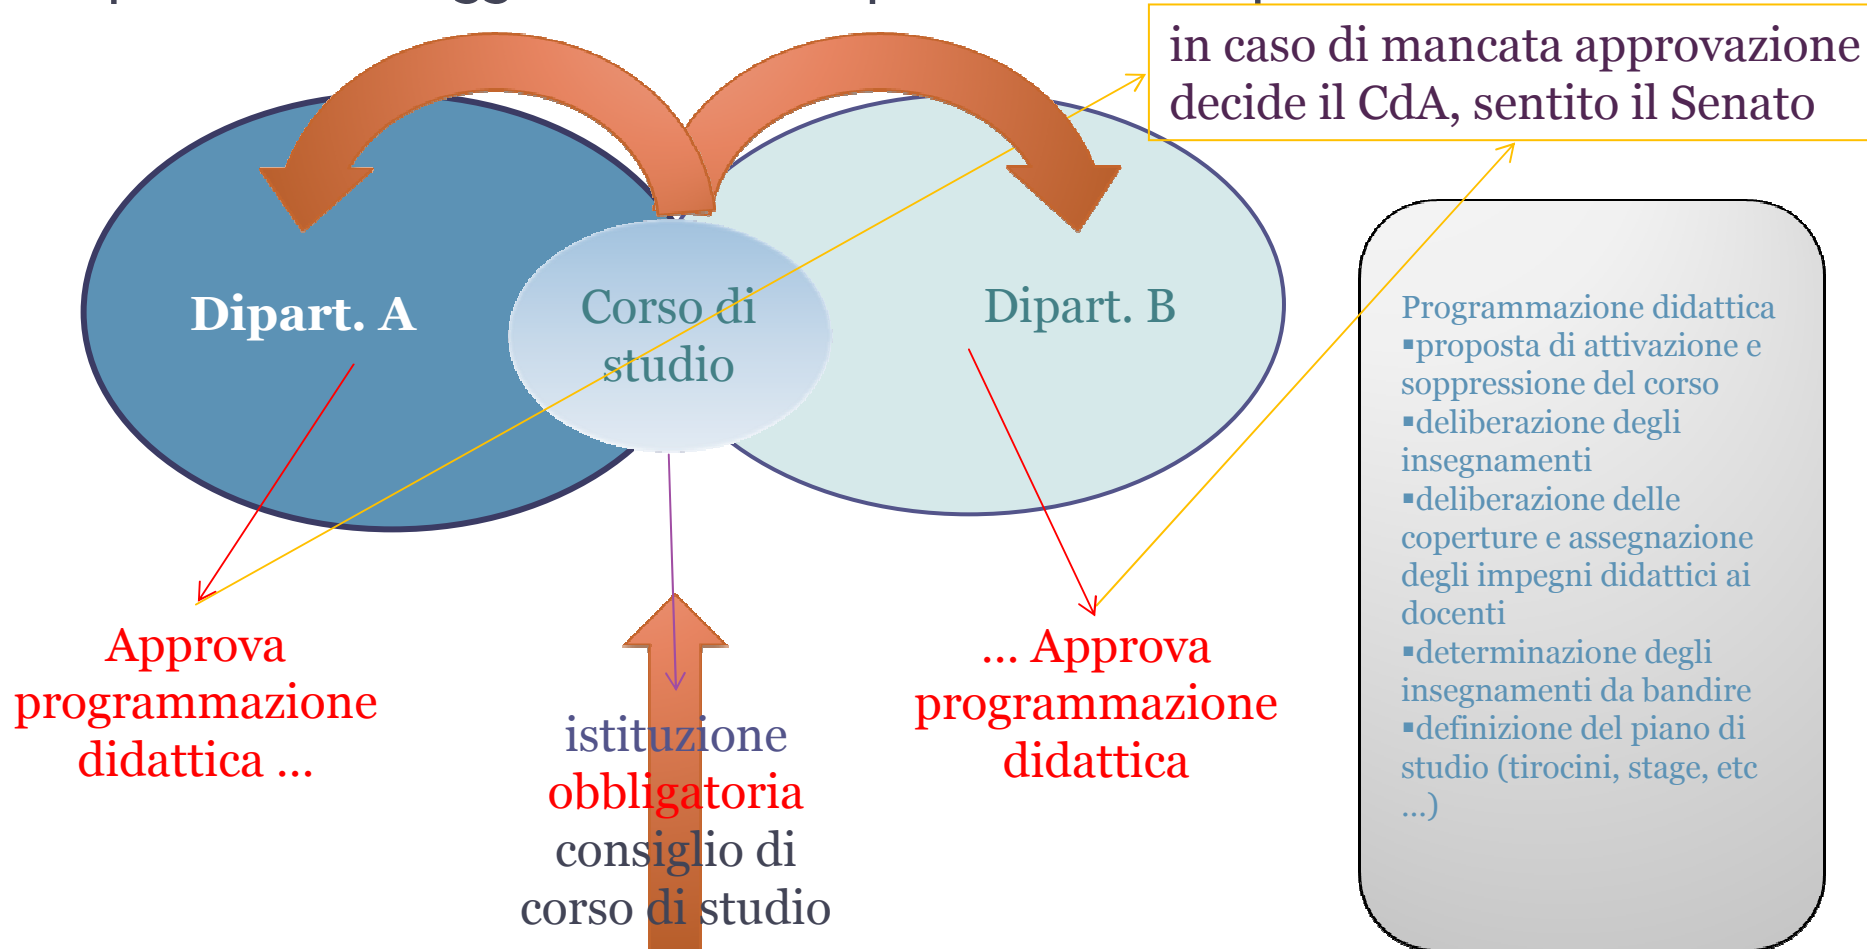 in caso di mancata approvazione
decide il CdA, sentito il Senato
Dipart. A
Corso di
studio
Dipart. B
Programmazione didattica
▪proposta di attivazione e
soppressione del corso
▪deliberazione degli
insegnamenti
▪deliberazione delle
coperture e assegnazione
degli impegni didattici ai
docenti
▪determinazione degli
insegnamenti da bandire
▪definizione del piano di
studio (tirocini, stage, etc
...)
Approva
programmazione
didattica ...
istituzione
obbligatoria
consiglio di
corso di studio
... Approva
programmazione
didattica